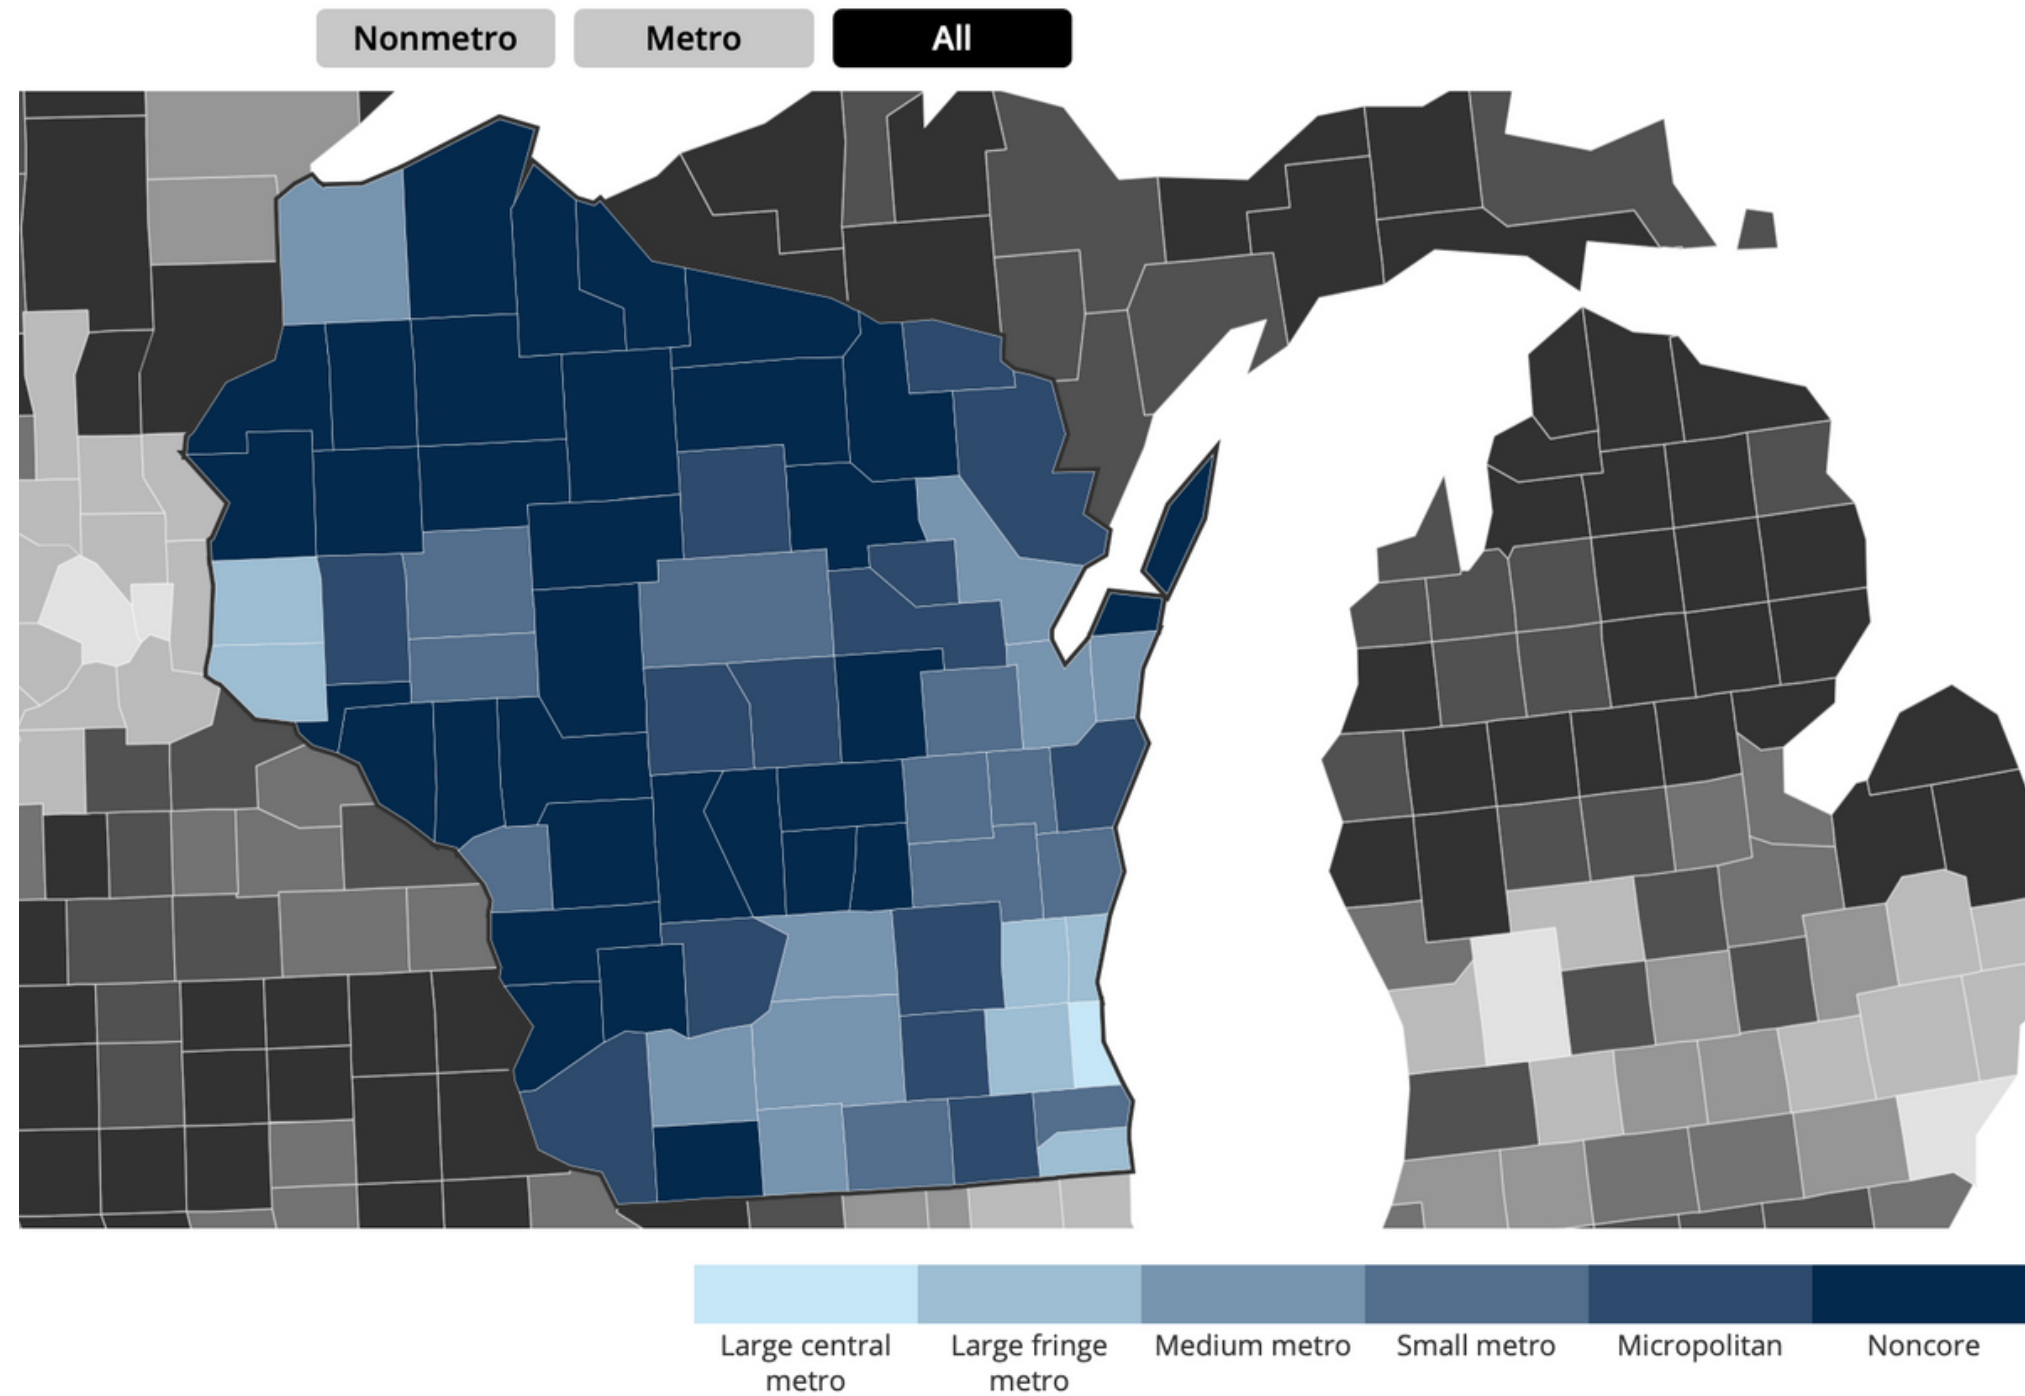 Nonmetro Metro All
Large central metro
Large fringe metro
Medium metro
Small metro
Micropolitan
Noncore